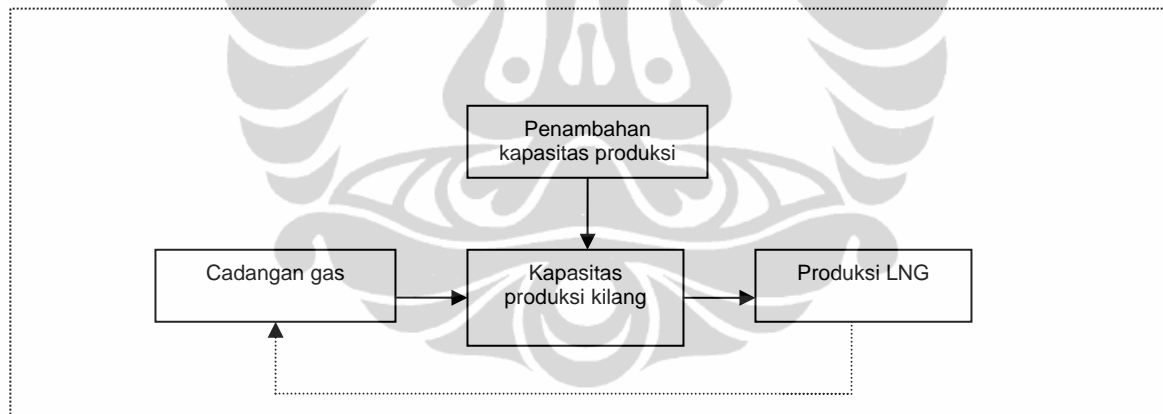 Penambahan
kapasitas produksi
Cadangan gas
Kapasitas
produksi kilang
Produksi LNG